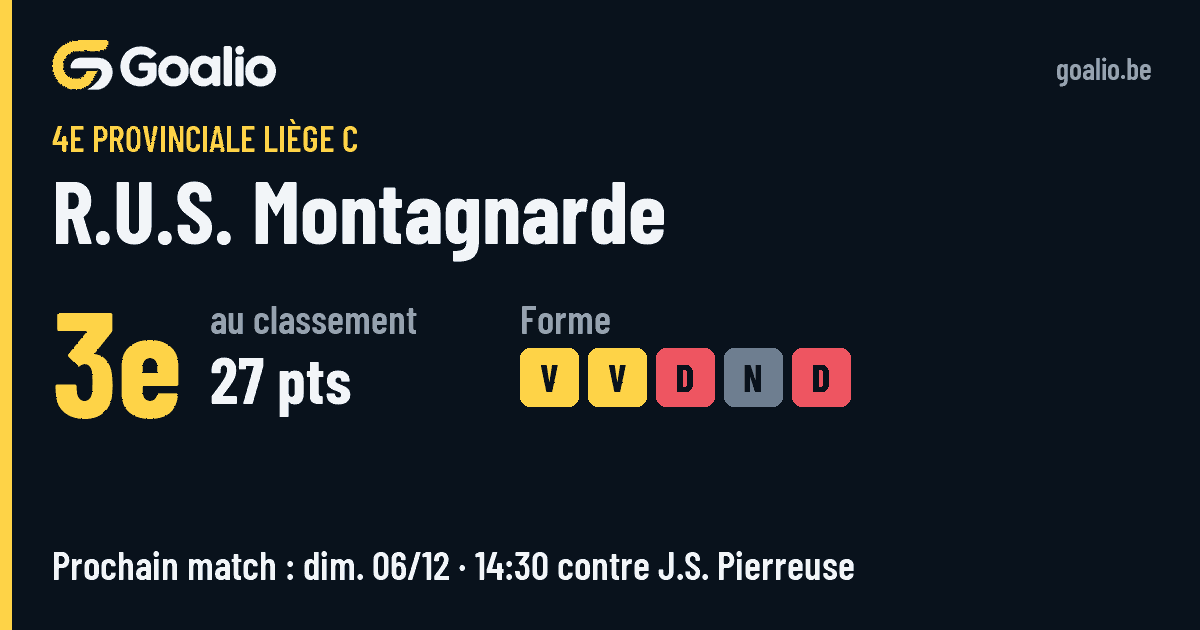 Goalio
goalio.be
4E PROVINCIALE LIÈGE C
R.U.S. Montagnarde
3e
au classement
27 pts
Forme
V V D N D
Prochain match : dim. 06/12 · 14:30 contre J.S. Pierreuse